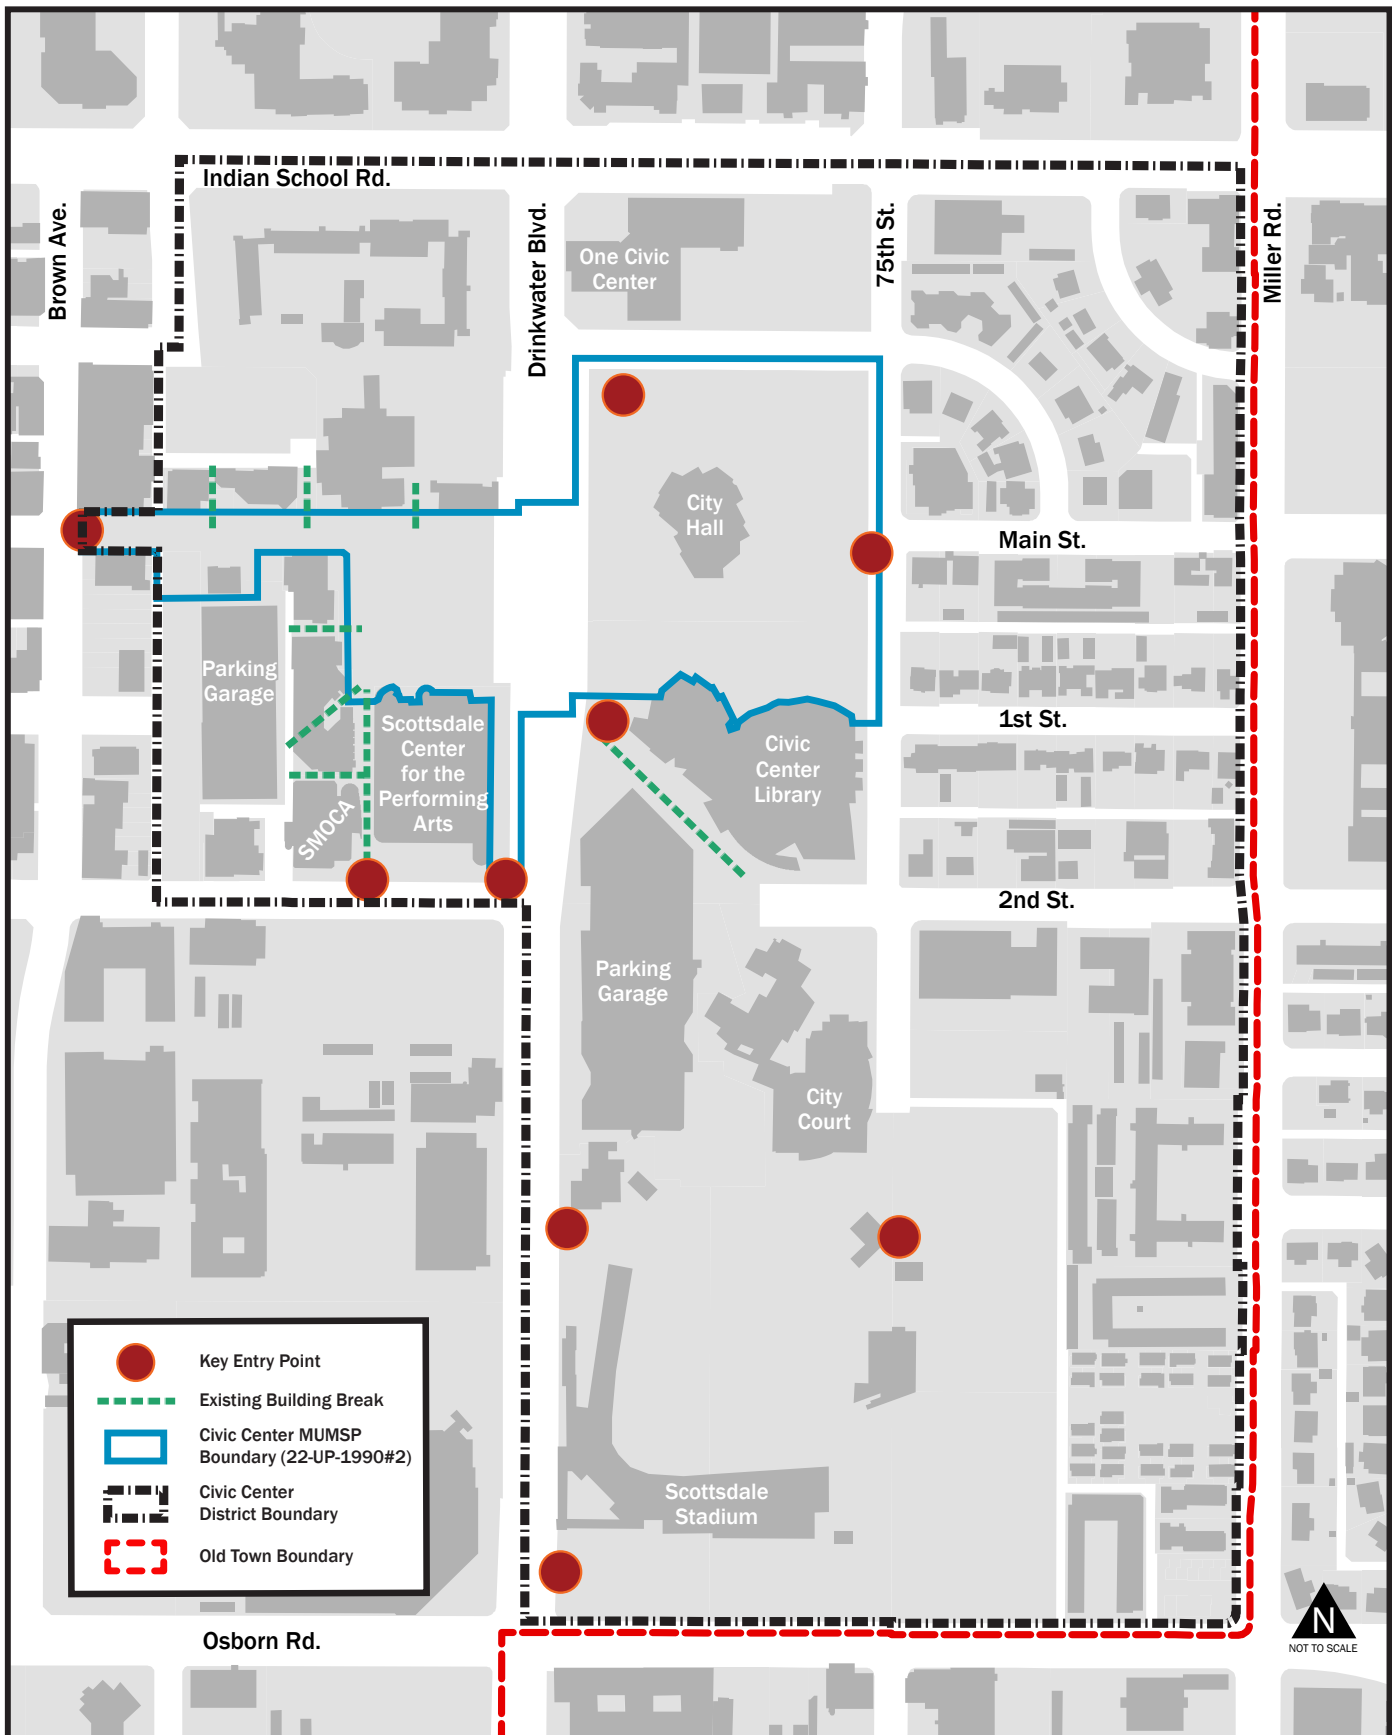 Indian School Rd.
Brown Ave.
Drinkwater Blvd.
75th St.
Miller Rd.
One Civic
Center
City
Hall
Main St.
Parking
Garage
Scottsdale
Center
for the
Performing
Arts
SMOCA
Civic
Center
Library
1st St.
2nd St.
Parking
Garage
City
Court
Scottsdale
Stadium
Key Entry Point
Existing Building Break
Civic Center MUMSP
Boundary (22-UP-1990#2)
Civic Center
District Boundary
Old Town Boundary
Osborn Rd.
N
NOT TO SCALE